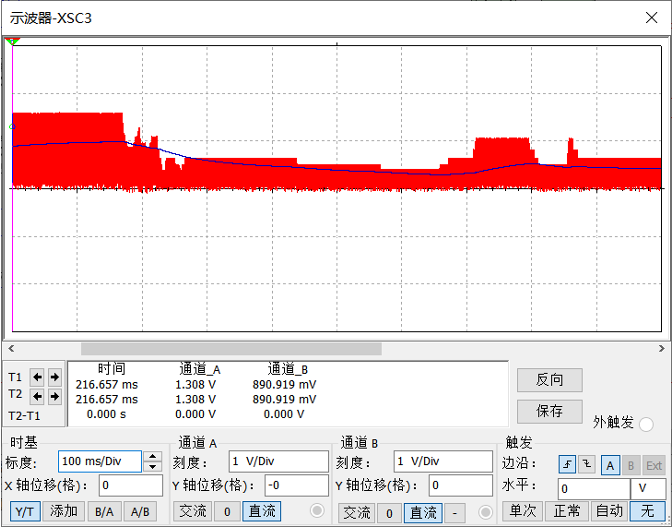 示波器-XSC3
时间 通道_A 通道_B
T1 216.657 ms 1.308 V 890.919 mV
T2 216.657 ms 1.308 V 890.919 mV
T2-T1 0.000 s 0.000 V 0.000 V
反向
保存
外触发
时基 通道 A 通道 B 触发
标度： 100 ms/Div 刻度： 1 V/Div 刻度： 1 V/Div 边沿： A B Ext
X 轴位移(格)： 0 Y 轴位移(格)： -0 Y 轴位移(格)： 0 水平： 0 V
Y/T 添加 B/A A/B 交流 0 直流 交流 0 直流 - 单次 正常 自动 无